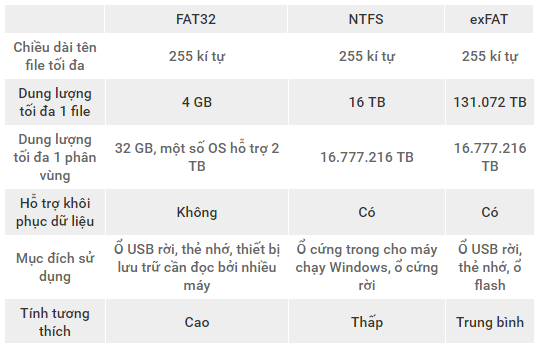 FAT32 NTFS exFAT
Chiều dài tên file tối đa 255 kí tự 255 kí tự 255 kí tự
Dung lượng tối đa 1 file 4 GB 16 TB 131.072 TB
Dung lượng tối đa 1 phân vùng 32 GB, một số OS hỗ trợ 2 TB 16.777.216 TB 16.777.216 TB
Hỗ trợ khôi phục dữ liệu Không Có Có
Mục đích sử dụng Ổ USB rời, thẻ nhớ, thiết bị lưu trữ cần đọc bởi nhiều máy Ổ cứng trong cho máy chạy Windows, ổ cứng rời Ổ USB rời, thẻ nhớ, ổ flash
Tính tương thích Cao Thấp Trung bình